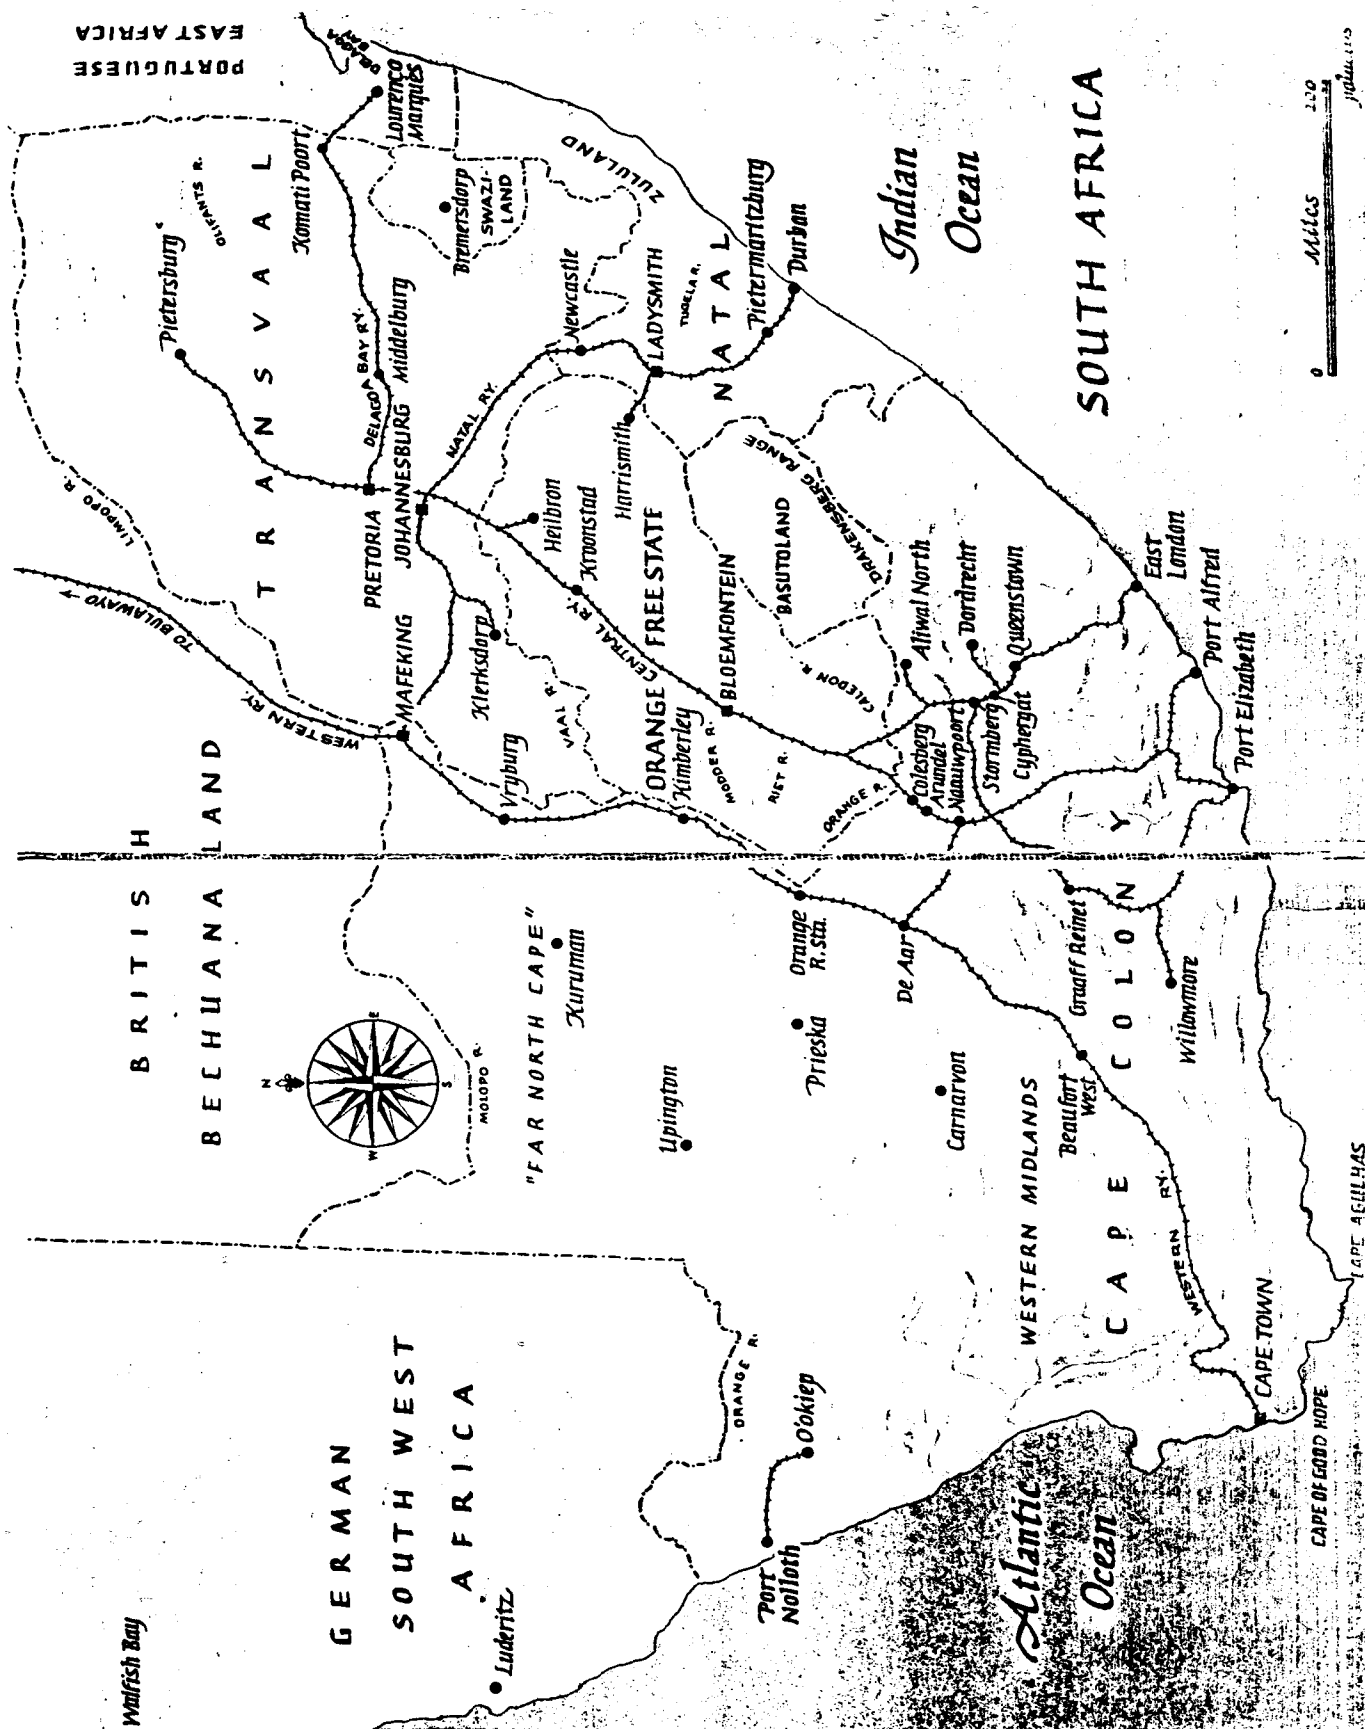 Walfish Bay
GERMAN
SOUTH WEST
AFRICA
Luderitz
BRITISH
BECHUANALAND
N
E
S
W
MOLOPO R.
"FAR NORTH CAPE"
Kuruman
Upington
ORANGE R.
Port
Nolloth
O'okiep
Prieska
Orange
R. Sta.
De Aar
Carnarvon
WESTERN MIDLANDS
Beaufort
West
Graaff Reinet
Willowmore
CAPE COLONY
WESTERN RY.
CAPE TOWN
CAPE OF GOOD HOPE
CAPE AGULHAS
Atlantic
Ocean
TO BULAWAYO
WESTERN RY.
LIMPOPO R.
TRANSVAAL
Pietersburg
OLIFANTS R.
PORTUGUESE
EAST AFRICA
DELAGOA
BAY
Lourenco
Marques
Komati Poort
DELAGOA BAY RY.
Middelburg
PRETORIA
JOHANNESBURG
MAFEKING
Klerksdorp
Vryburg
VAAL R.
NATAL RY.
Bremersdorp
SWAZI-
LAND
ZULULAND
Newcastle
LADYSMITH
TUGELA R.
NATAL
Pietermaritzburg
Durban
Harrismith
Heilbron
Kroonstad
CENTRAL RY.
ORANGE FREE STATE
Kimberley
BLOEMFONTEIN
MODDER R.
RIET R.
BASUTOLAND
DRAKENSBERG RANGE
CALEDON R.
ORANGE R.
Aliwal North
Dordrecht
Queenstown
Colesberg
Arundel
Naauwpoort
Stormberg
Cyphergat
East
London
Port Alfred
Port Elizabeth
Indian
Ocean
SOUTH AFRICA
0 Miles 200